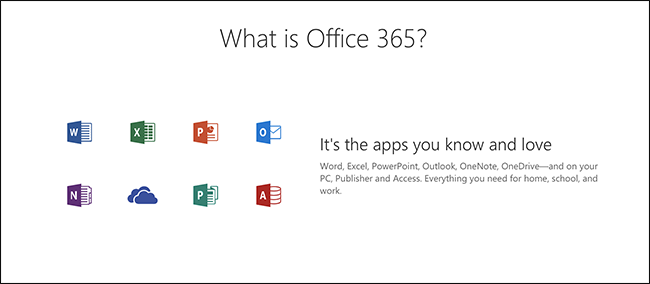 What is Office 365?
W X P O
It's the apps you know and love
Word, Excel, PowerPoint, Outlook, OneNote, OneDrive—and on your
PC, Publisher and Access. Everything you need for home, school, and
work.
N P A